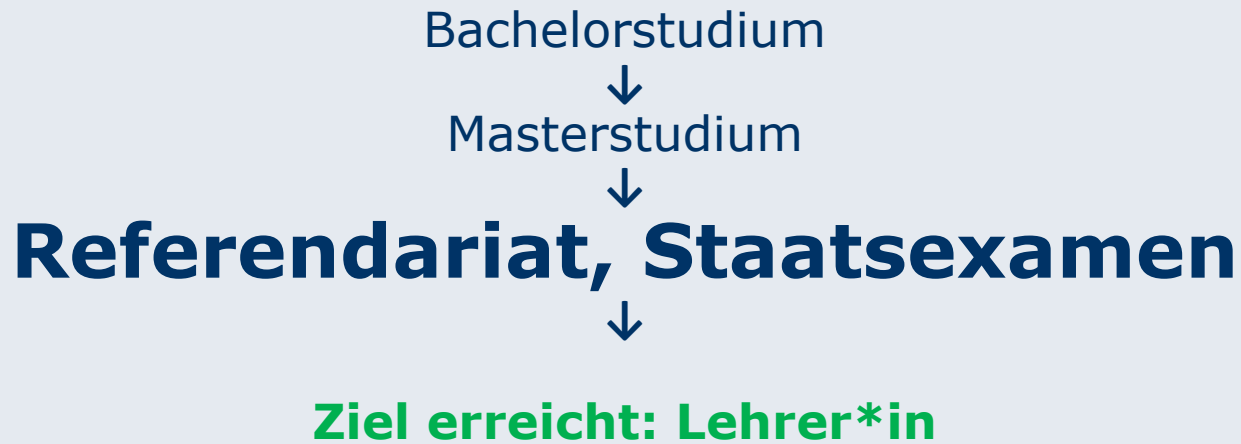 Bachelorstudium
↓
Masterstudium
↓
Referendariat, Staatsexamen
↓
Ziel erreicht: Lehrer*in